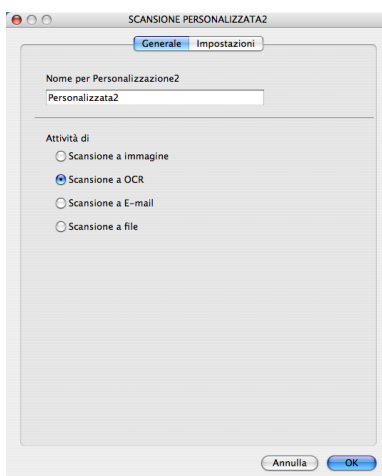 SCANSIONE PERSONALIZZATA2
Generale Impostazioni
Nome per Personalizzazione2
Personalizzata2
Attività di
Scansione a immagine
Scansione a OCR
Scansione a E-mail
Scansione a file
Annulla OK